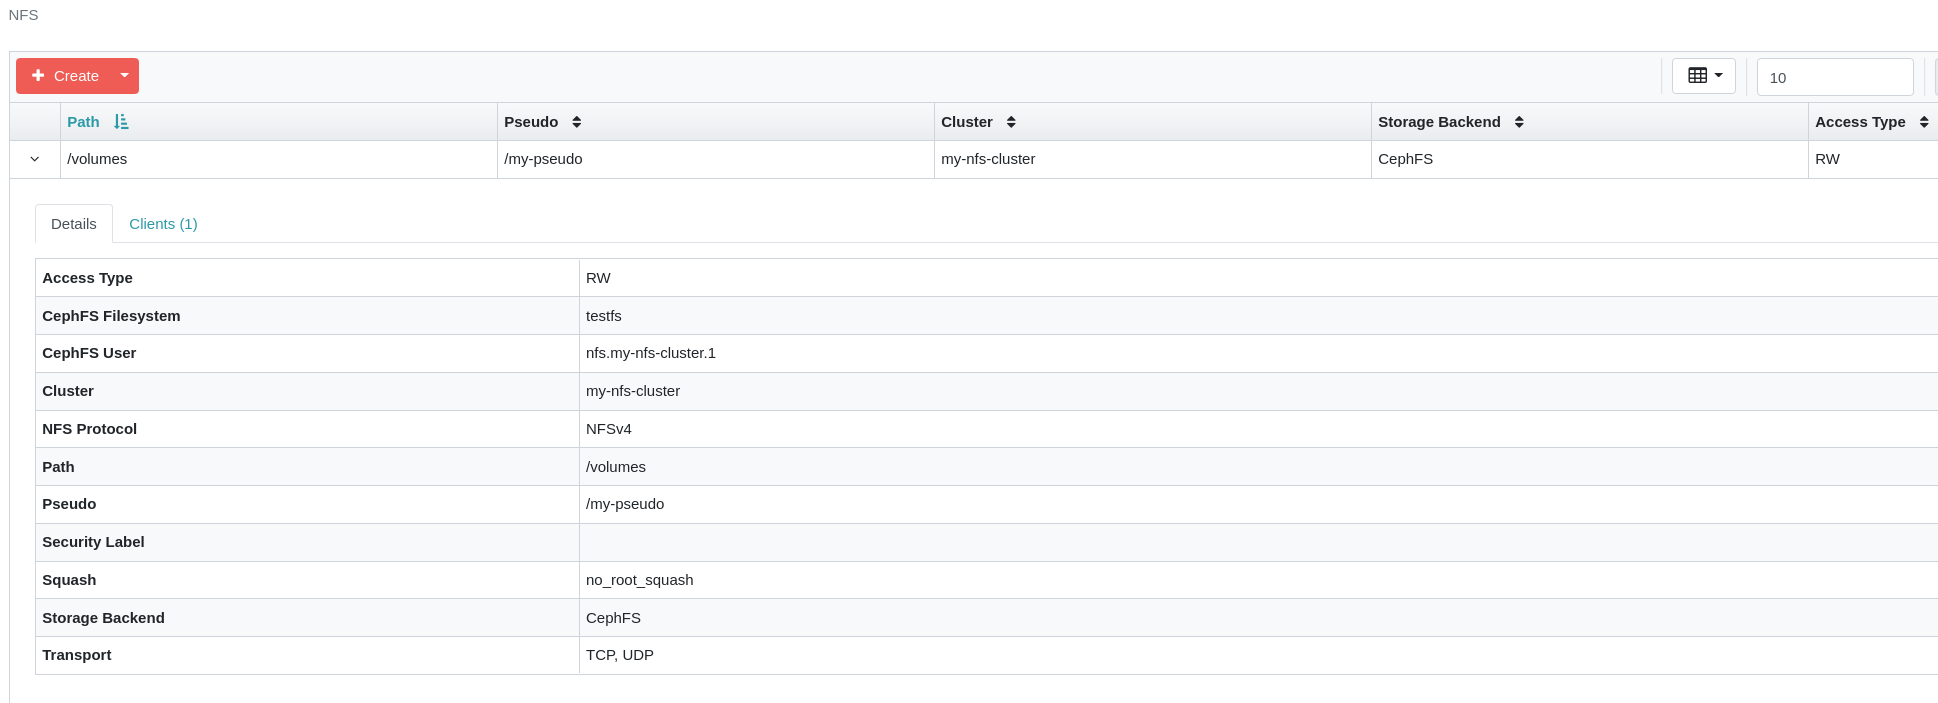 NFS
Create
10
Path Pseudo Cluster Storage Backend Access Type
/volumes /my-pseudo my-nfs-cluster CephFS RW
Details Clients (1)
Access Type RW
CephFS Filesystem testfs
CephFS User nfs.my-nfs-cluster.1
Cluster my-nfs-cluster
NFS Protocol NFSv4
Path /volumes
Pseudo /my-pseudo
Security Label
Squash no_root_squash
Storage Backend CephFS
Transport TCP, UDP